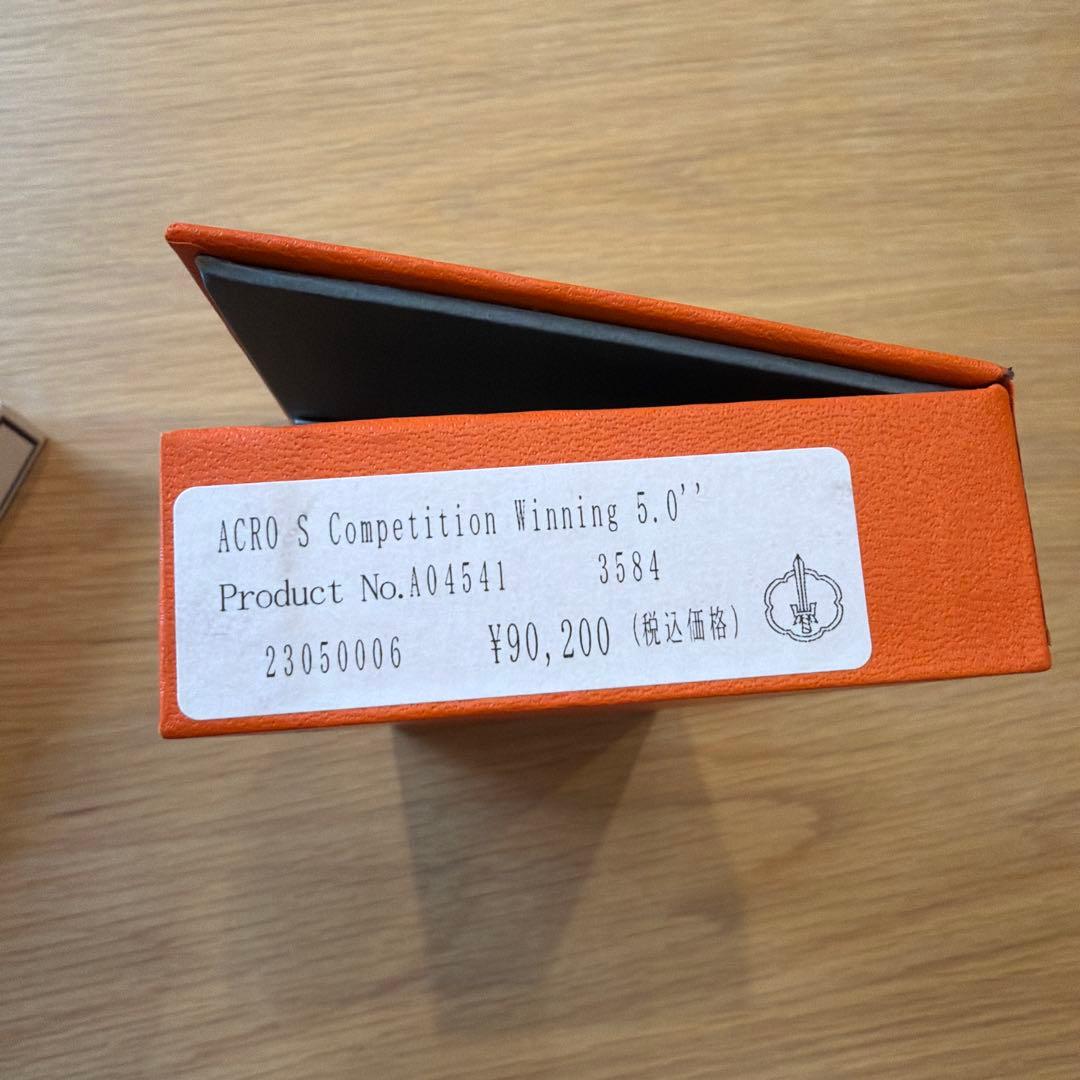 ACRO S Competition Winning 5.0''
Product No.A04541 3584
23050006 ¥90,200 (税込価格)